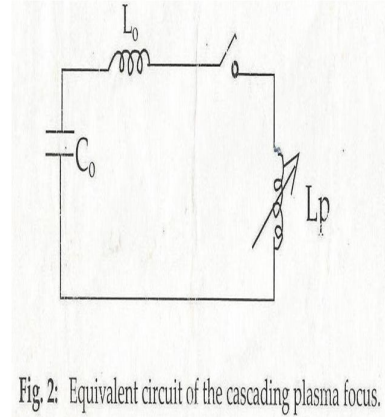 L₀
C₀
Lp
Fig. 2: Equivalent circuit of the cascading plasma focus.